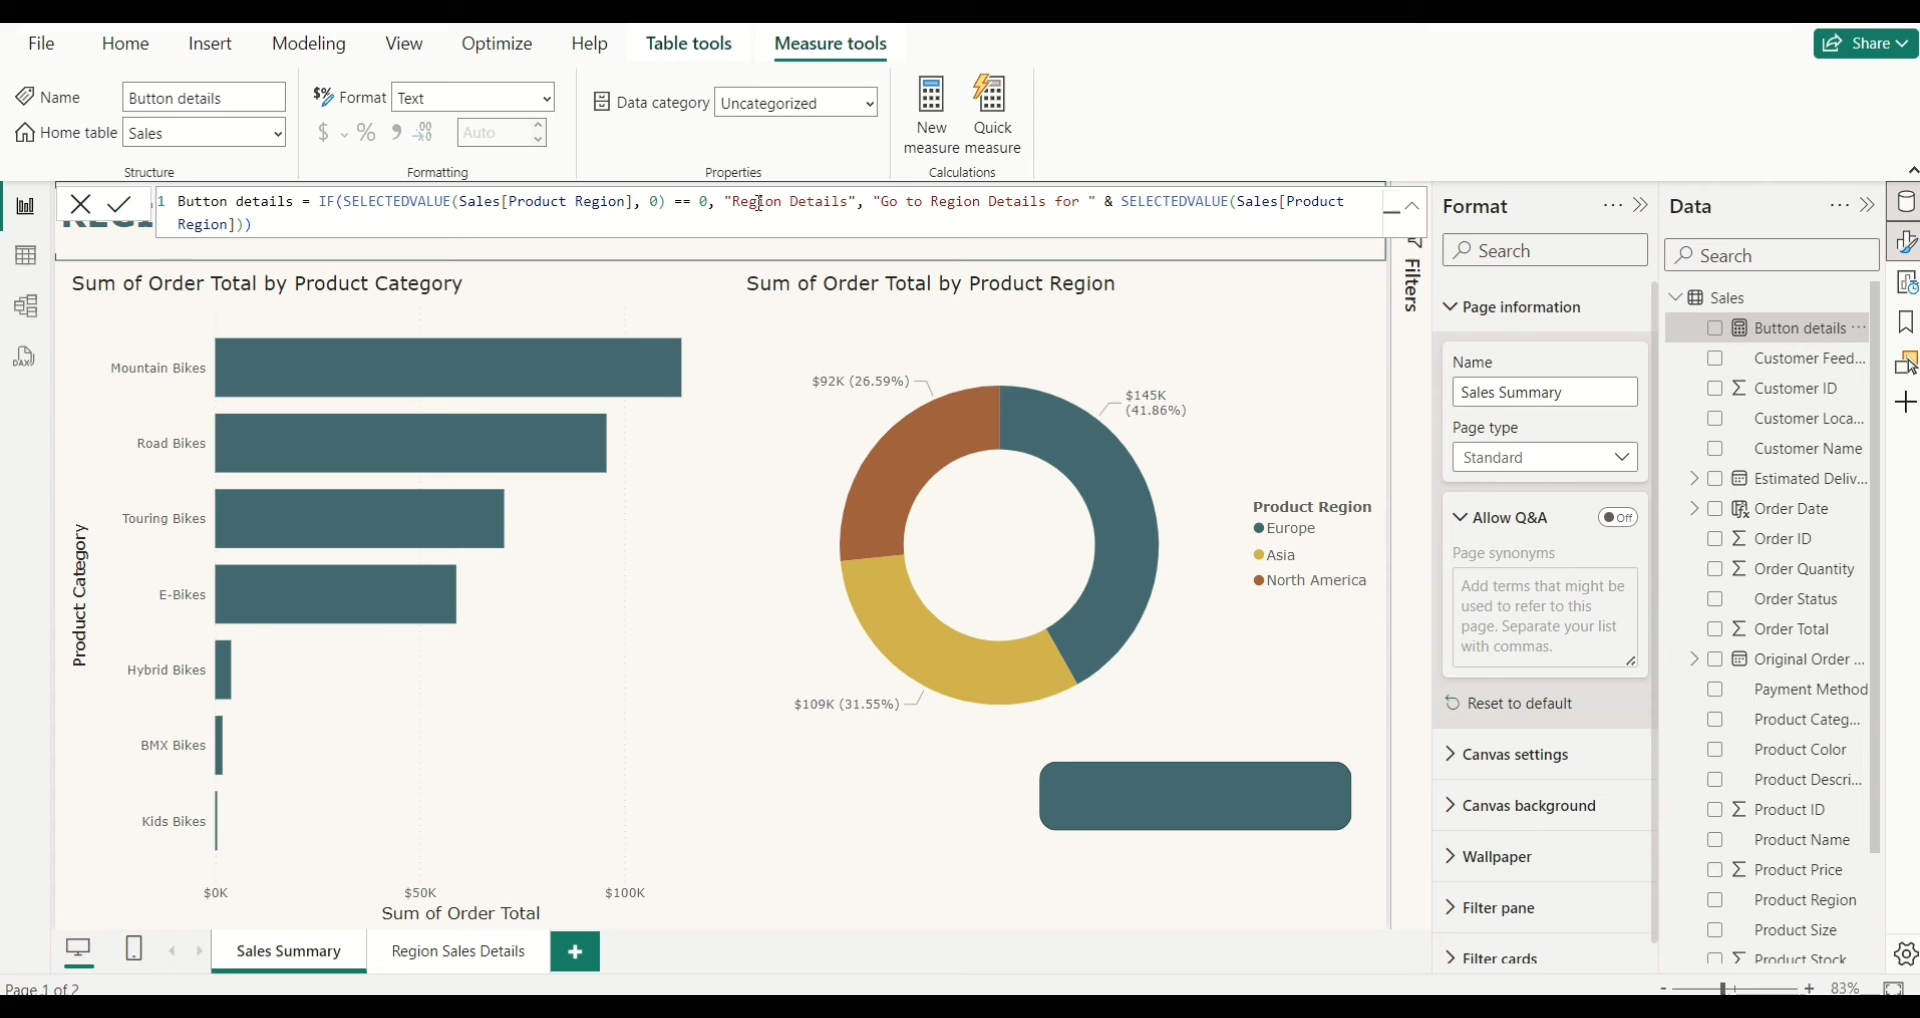 File Home Insert Modeling View Optimize Help Table tools Measure tools Share
Name Button details
Home table Sales
Structure
$% Format Text
$ % Auto
Formatting
Data category Uncategorized
Properties
New measure
Quick measure
Calculations
1 Button details = IF(SELECTEDVALUE(Sales[Product Region], 0) == 0, "Region Details", "Go to Region Details for " & SELECTEDVALUE(Sales[Product
Region]))
Sum of Order Total by Product Category
Product Category
Mountain Bikes
Road Bikes
Touring Bikes
E-Bikes
Hybrid Bikes
BMX Bikes
Kids Bikes
$0K $50K $100K
Sum of Order Total
Sum of Order Total by Product Region
$92K (26.59%)
$145K
(41.86%)
$109K (31.55%)
Product Region
Europe
Asia
North America
Filters
Format
Search
Page information
Name
Sales Summary
Page type
Standard
Allow Q&A Off
Page synonyms
Add terms that might be
used to refer to this
page. Separate your list
with commas.
Reset to default
Canvas settings
Canvas background
Wallpaper
Filter pane
Filter cards
Data
Search
Sales
Button details
Customer Feed...
Customer ID
Customer Loca...
Customer Name
Estimated Deliv...
Order Date
Order ID
Order Quantity
Order Status
Order Total
Original Order ...
Payment Method
Product Categ...
Product Color
Product Descri...
Product ID
Product Name
Product Price
Product Region
Product Size
Product Stock
DAX
Sales Summary Region Sales Details +
Page 1 of 2
- + 83%